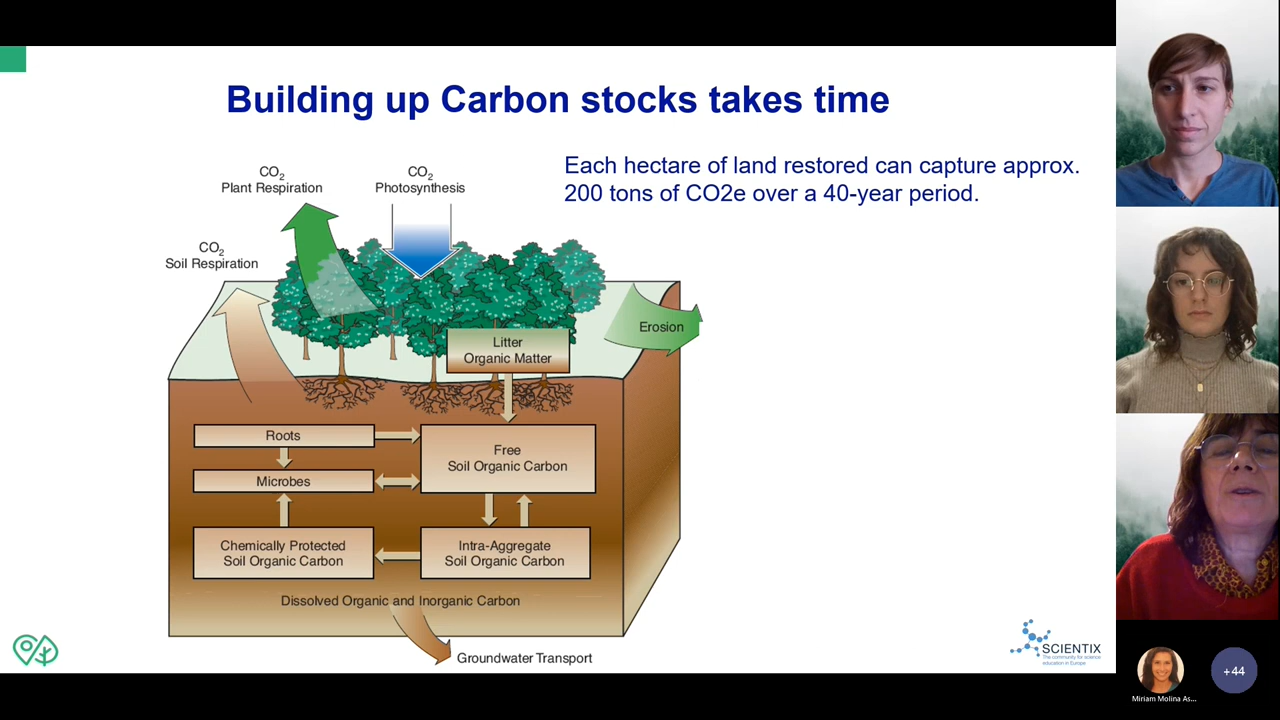 Building up Carbon stocks takes time
Each hectare of land restored can capture approx.
200 tons of CO2e over a 40-year period.
CO₂
Plant Respiration
CO₂
Photosynthesis
CO₂
Soil Respiration
Erosion
Litter
Organic Matter
Roots
Free
Soil Organic Carbon
Microbes
Chemically Protected
Soil Organic Carbon
Intra-Aggregate
Soil Organic Carbon
Dissolved Organic and Inorganic Carbon
Groundwater Transport
SCIENTIX
The community for science
education in Europe
Miriam Molina As...
+44